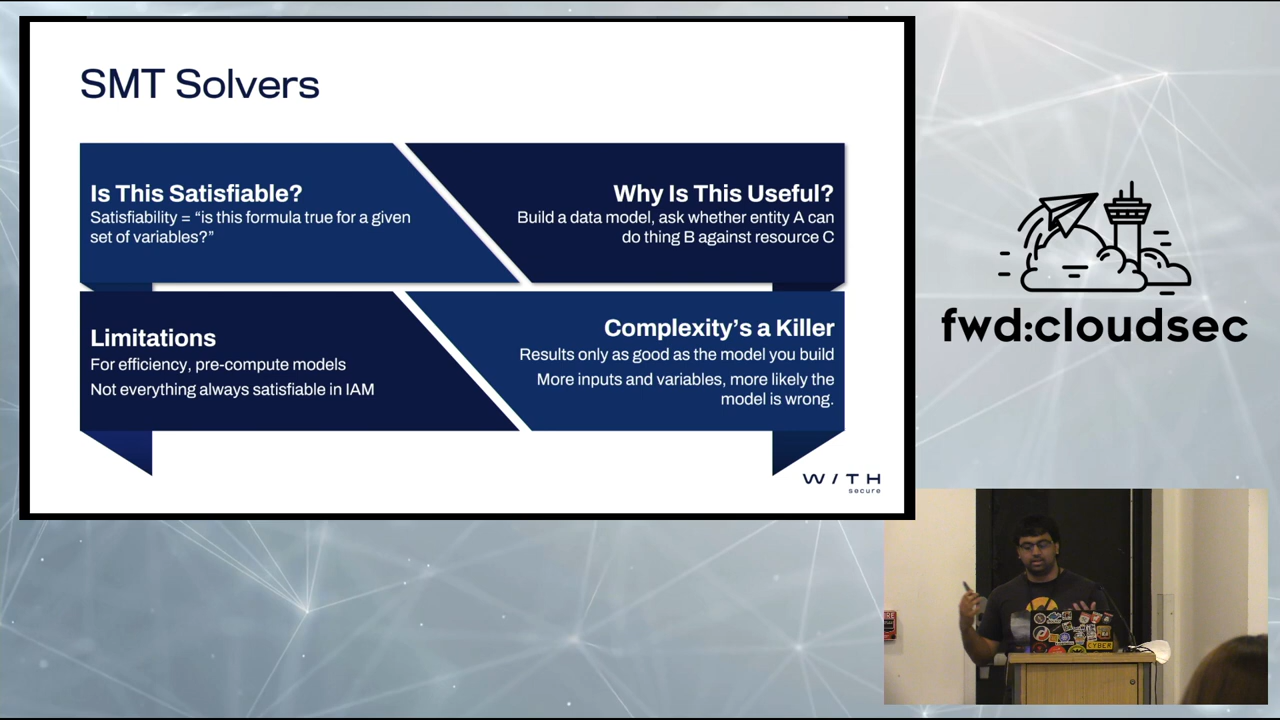 SMT Solvers
Is This Satisfiable?
Satisfiability = “is this formula true for a given
set of variables?”
Why Is This Useful?
Build a data model, ask whether entity A can
do thing B against resource C
Limitations
For efficiency, pre-compute models
Not everything always satisfiable in IAM
Complexity’s a Killer
Results only as good as the model you build
More inputs and variables, more likely the
model is wrong.
W/TH
secure
fwd:cloudsec
CYBER